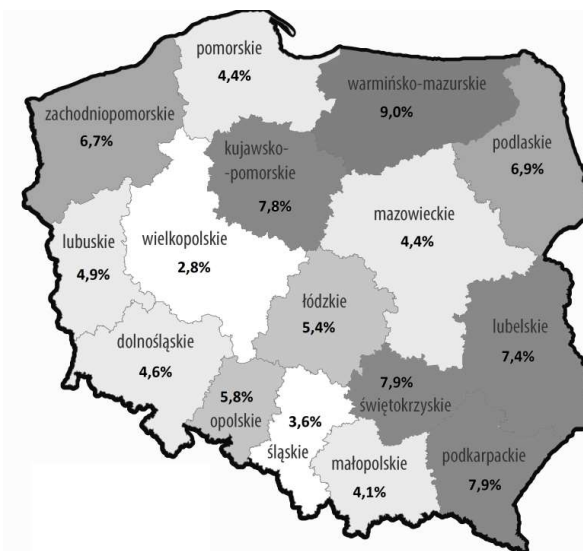 pomorskie
4,4%
warmińsko-mazurskie
9,0%
zachodniopomorskie
6,7%
podlaskie
6,9%
kujawsko-
-pomorskie
7,8%
mazowieckie
4,4%
wielkopolskie
2,8%
lubuskie
4,9%
łódzkie
5,4%
lubelskie
7,4%
dolnośląskie
4,6%
5,8%
opolskie
3,6%
śląskie
7,9%
świętokrzyskie
małopolskie
4,1%
podkarpackie
7,9%